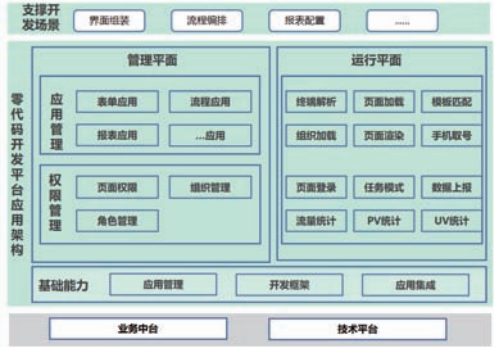 支撑开发场景
界面组装 流程编排 报表配置 ......
零代码开发平台应用架构
管理平面
应用管理
表单应用 流程应用
报表应用 ...应用
权限管理
页面权限 组织管理
角色管理
运行平面
终端解析 页面加载 模板匹配
组织加载 页面渲染 手机取号
页面登录 任务模式 数据上报
流量统计 PV统计 UV统计
基础能力 应用管理 开发框架 应用集成
业务中台 技术平台